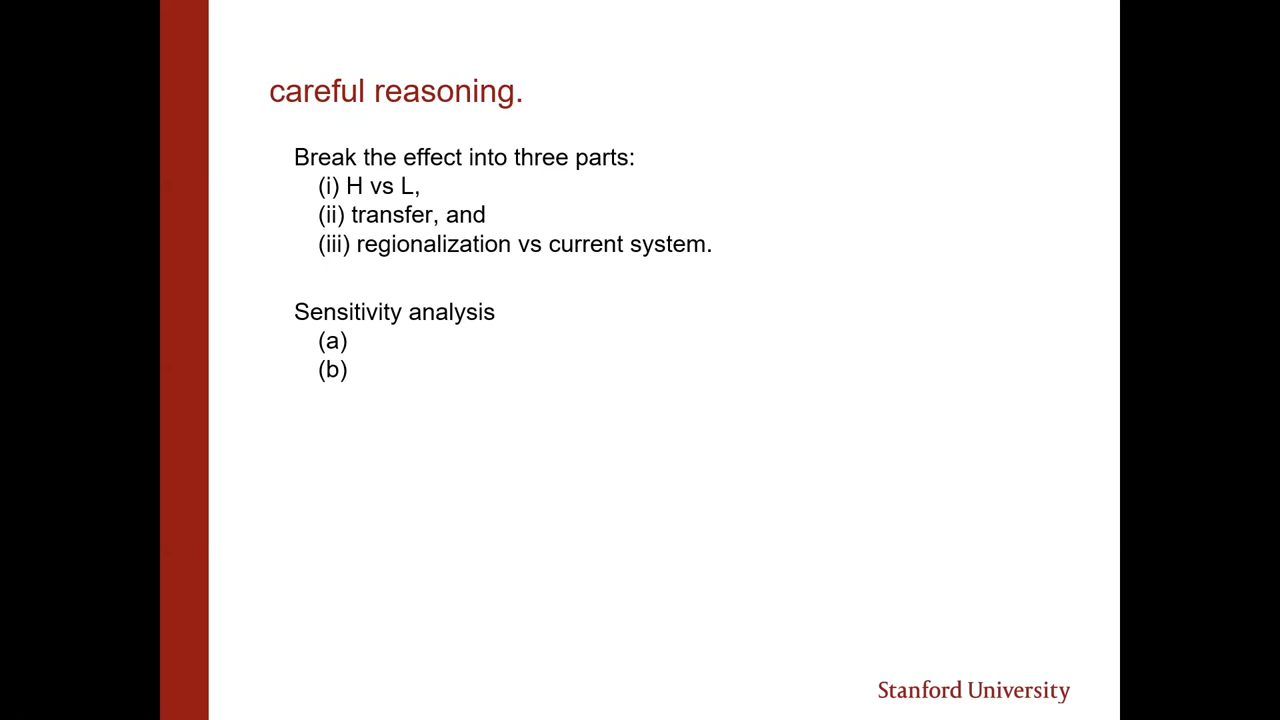 careful reasoning.
Break the effect into three parts:
(i) H vs L,
(ii) transfer, and
(iii) regionalization vs current system.
Sensitivity analysis
(a)
(b)
Stanford University